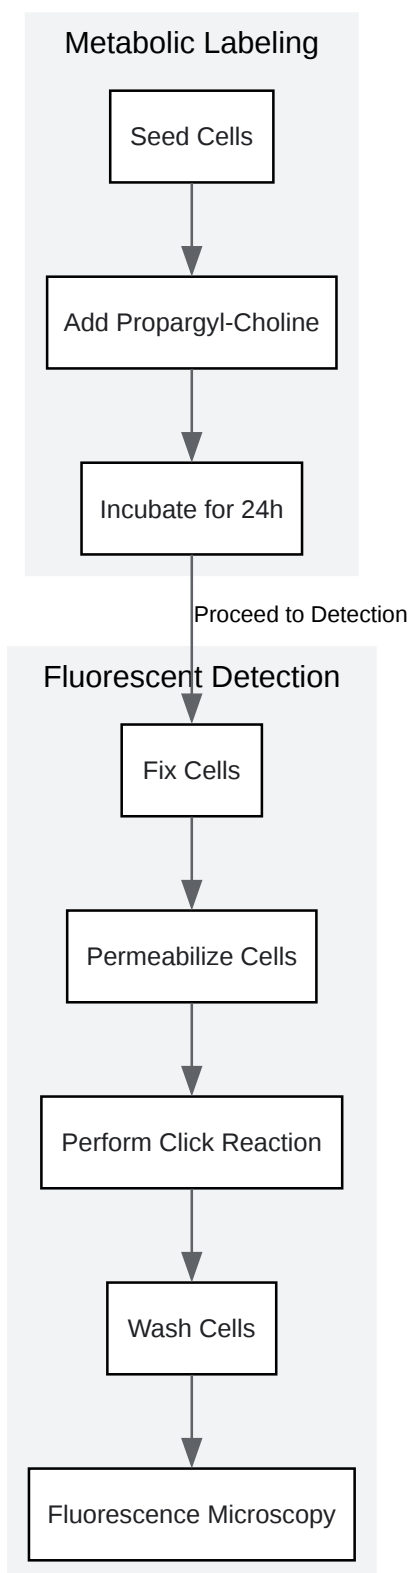 Metabolic Labeling
Seed Cells
Add Propargyl-Choline
Incubate for 24h
Proceed to Detection
Fluorescent Detection
Fix Cells
Permeabilize Cells
Perform Click Reaction
Wash Cells
Fluorescence Microscopy